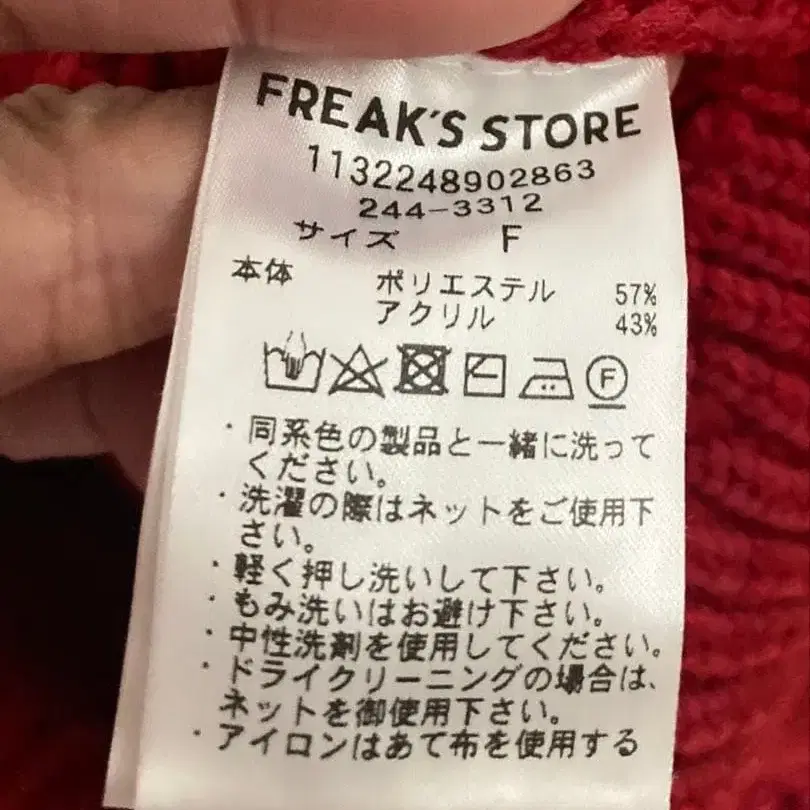 FREAK'S STORE
1132248902863
244-3312
サイズ F
本体 ポリエステル 57%
アクリル 43%
F
・同系色の製品と一緒に洗って
ください。
・洗濯の際はネットをご使用下
さい。
・軽く押し洗いして下さい。
・もみ洗いはお避け下さい。
・中性洗剤を使用してください。
・ドライクリーニングの場合は、
ネットを御使用下さい。
・アイロンはあて布を使用する